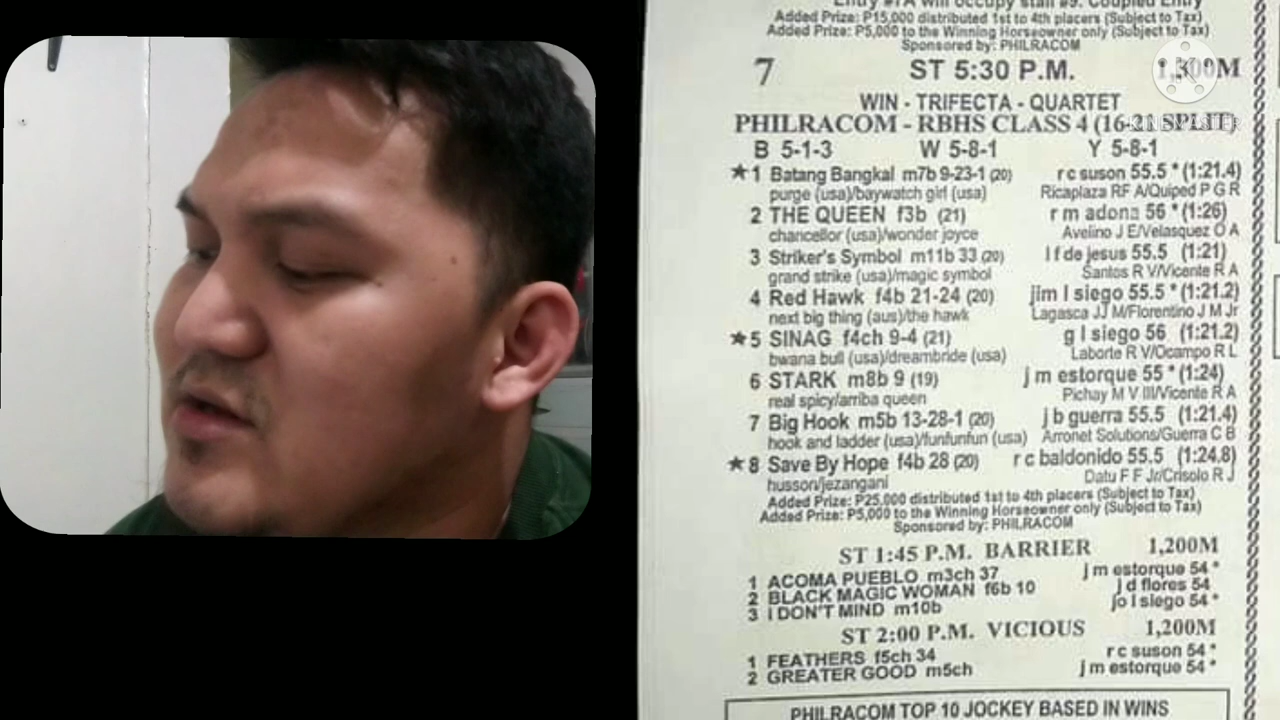 Entry #1A will occupy stall #9. Coupled Entry
Added Prize: P15,000 distributed 1st to 4th placers (Subject to Tax)
Added Prize: P5,000 to the Winning Horseowner only (Subject to Tax)
Sponsored by: PHILRACOM
7 ST 5:30 P.M. 1,300M
WIN - TRIFECTA - QUARTET
PHILRACOM - RBHS CLASS 4 (16-21 SPLIT)
KINEMASTER
B 5-1-3 W 5-8-1 Y 5-8-1
★1 Batang Bangkal m7b 9-23-1 (20) r c suson 55.5 * (1:21.4)
purge (usa)/baywatch girl (usa) Ricaplaza RF A/Quiped P G R
2 THE QUEEN f3b (21) r m adona 56 * (1:26)
chancellor (usa)/wonder joyce Avelino J E/Velasquez O A
3 Striker's Symbol m11b 33 (20) l f de jesus 55.5 (1:21)
grand strike (usa)/magic symbol Santos R V/Vicente R A
4 Red Hawk f4b 21-24 (20) jim l siego 55.5 * (1:21.2)
next big thing (aus)/the hawk Lagasca JJ M/Florentino J M Jr
★5 SINAG f4ch 9-4 (21) g l siego 56 (1:21.2)
bwana bull (usa)/dreambride (usa) Laborte R V/Ocampo R L
6 STARK m8b 9 (19) j m estorque 55 * (1:24)
real spicy/arriba queen Pichay M V III/Vicente R A
7 Big Hook m5b 13-28-1 (20) j b guerra 55.5 (1:21.4)
hook and ladder (usa)/funfunfun (usa) Arronet Solutions/Guerra C B
★8 Save By Hope f4b 28 (20) r c baldonido 55.5 (1:24.8)
husson/jezangani Datu F F Jr/Crisolo R J
Added Prize: P25,000 distributed 1st to 4th placers (Subject to Tax)
Added Prize: P5,000 to the Winning Horseowner only (Subject to Tax)
Sponsored by: PHILRACOM
ST 1:45 P.M. BARRIER 1,200M
1 ACOMA PUEBLO m3ch 37 j m estorque 54 *
2 BLACK MAGIC WOMAN f6b 10 j d flores 54
3 I DON'T MIND m10b jo l siego 54 *
ST 2:00 P.M. VICIOUS 1,200M
1 FEATHERS f5ch 34 r c suson 54 *
2 GREATER GOOD m5ch j m estorque 54 *
PHILRACOM TOP 10 JOCKEY BASED IN WINS